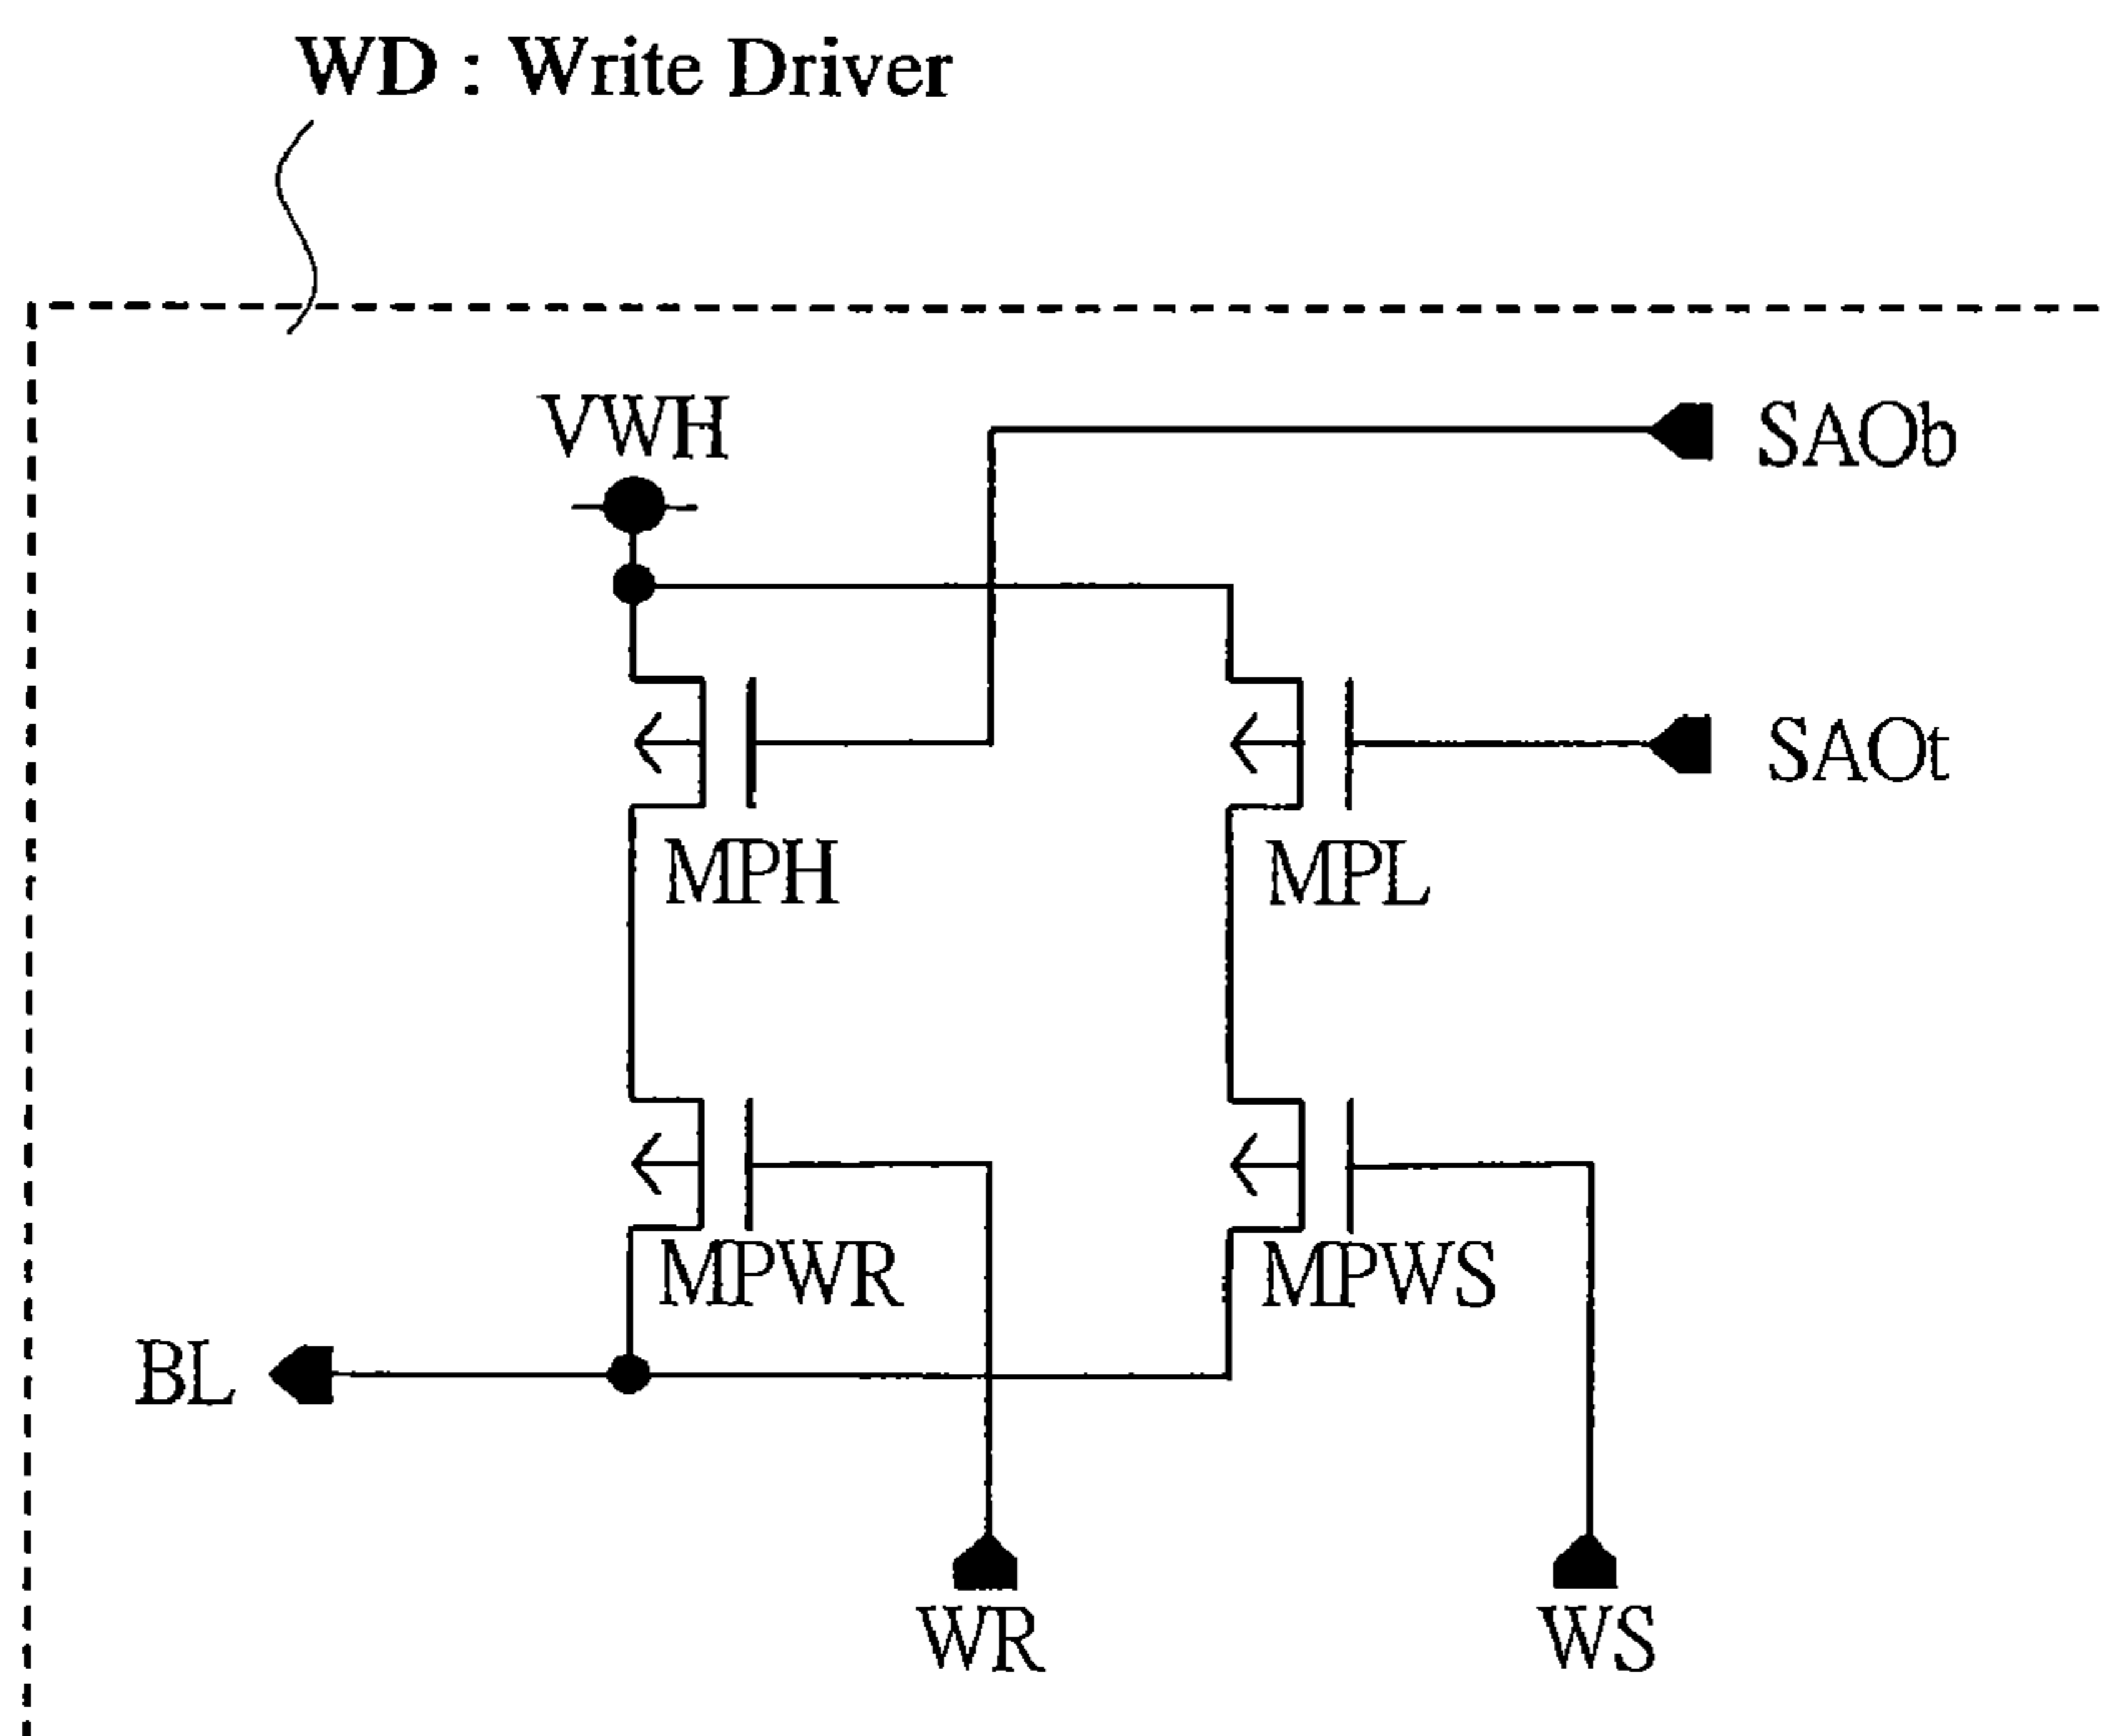 WD : Write Driver
VWH
SAOb
SAOt
MPH
MPL
MPWR
MPWS
BL
WR
WS